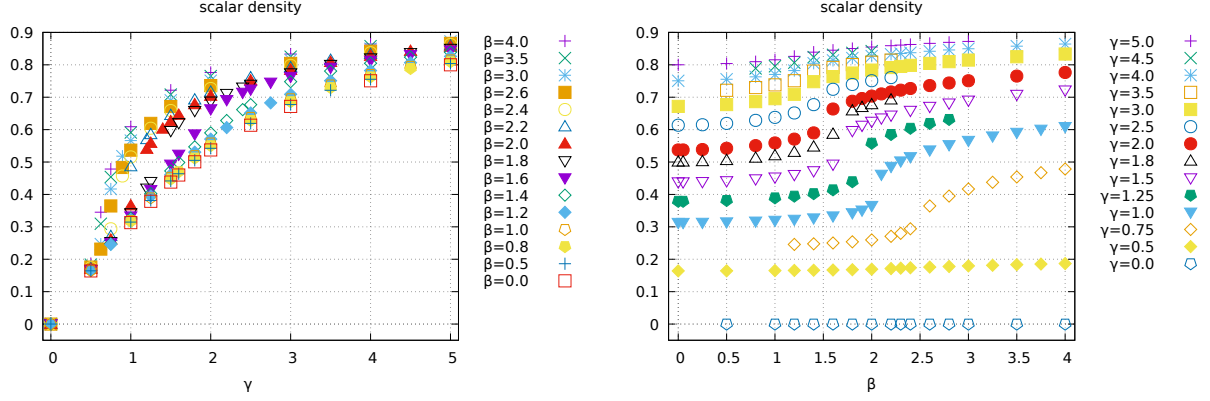 scalar density
0.9
0.8
0.7
0.6
0.5
0.4
0.3
0.2
0.1
0
0 1 2 3 4 5
γ
β=4.0
β=3.5
β=3.0
β=2.6
β=2.4
β=2.2
β=2.0
β=1.8
β=1.6
β=1.4
β=1.2
β=1.0
β=0.8
β=0.5
β=0.0
scalar density
0.9
0.8
0.7
0.6
0.5
0.4
0.3
0.2
0.1
0
0 0.5 1 1.5 2 2.5 3 3.5 4
β
γ=5.0
γ=4.5
γ=4.0
γ=3.5
γ=3.0
γ=2.5
γ=2.0
γ=1.8
γ=1.5
γ=1.25
γ=1.0
γ=0.75
γ=0.5
γ=0.0